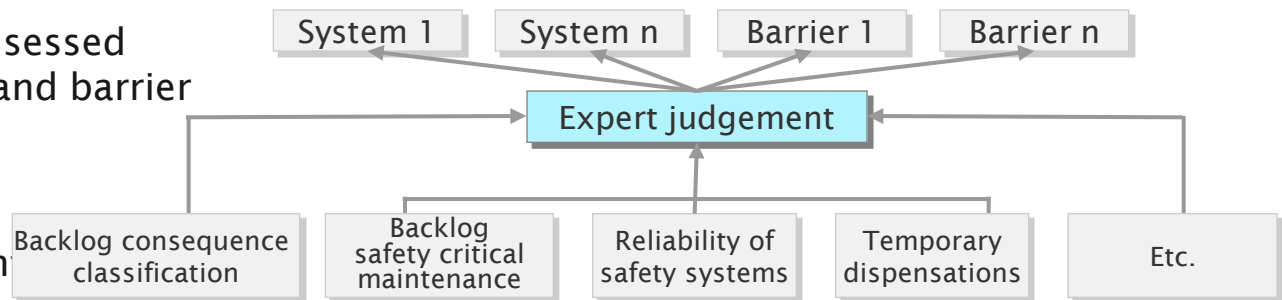 System 1
System n
Barrier 1
Barrier n
sessed
and barrier
Expert judgement
Backlog consequence
classification
Backlog
safety critical
maintenance
Reliability of
safety systems
Temporary
dispensations
Etc.